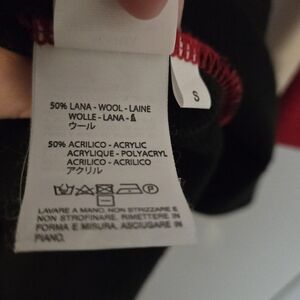 50% LANA - WOOL - LAINE
WOLLE - LANA -
ウール
50% ACRILICO - ACRYLIC
ACRYLIQUE - POLYACRYL
ACRILICO - ACRILICO
アクリル
LAVARE A MANO. NON STRIZZARE E
NON STROFINARE. RIMETTERE IN
FORMA E MISURA. ASCIUGARE IN
PIANO.
S